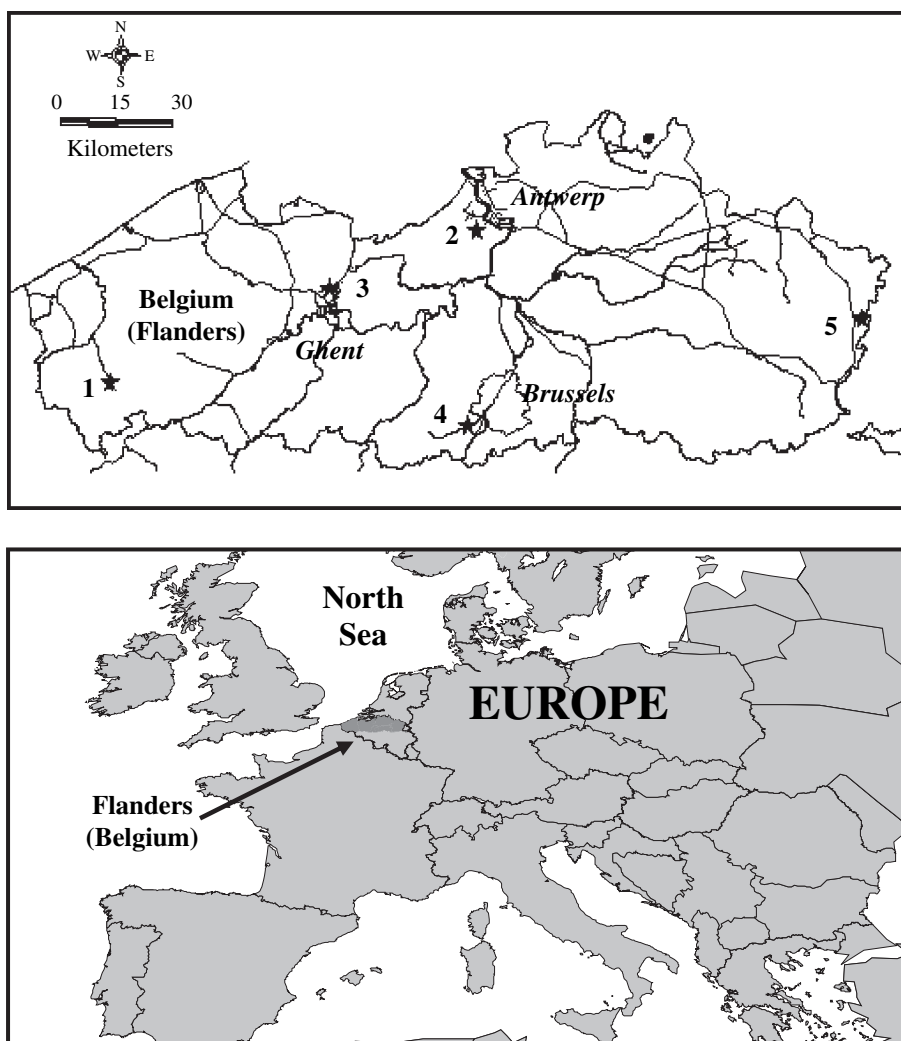 N
W E
S
0 15 30
Kilometers
Antwerp
2
3
Belgium
(Flanders)
5
Ghent
1
Brussels
4
North
Sea
EUROPE
Flanders
(Belgium)